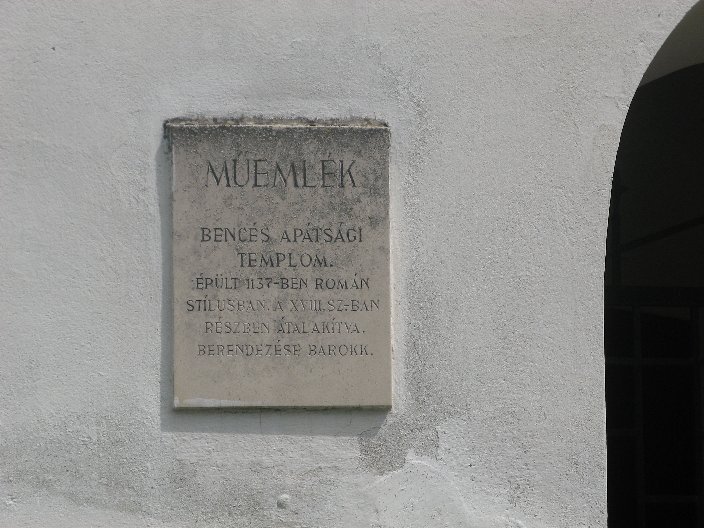 MŰEMLÉK
BENCÉS APÁTSÁGI
TEMPLOM.
ÉPÜLT 1137-BEN ROMÁN
STÍLUSBAN. A XVIII.SZ-BAN
RÉSZBEN ÁTALAKÍTVA.
BERENDEZÉSE BAROKK.